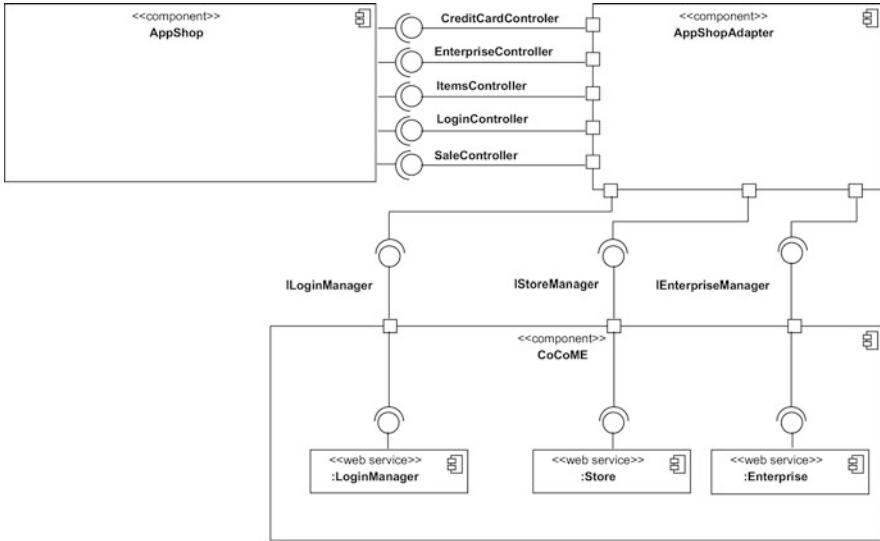 <<component>>
AppShop
CreditCardControler
EnterpriseController
ItemsController
LoginController
SaleController
<<component>>
AppShopAdapter
ILoginManager
IStoreManager
IEnterpriseManager
<<component>>
CoCoME
<<web service>>
:LoginManager
<<web service>>
:Store
<<web service>>
:Enterprise